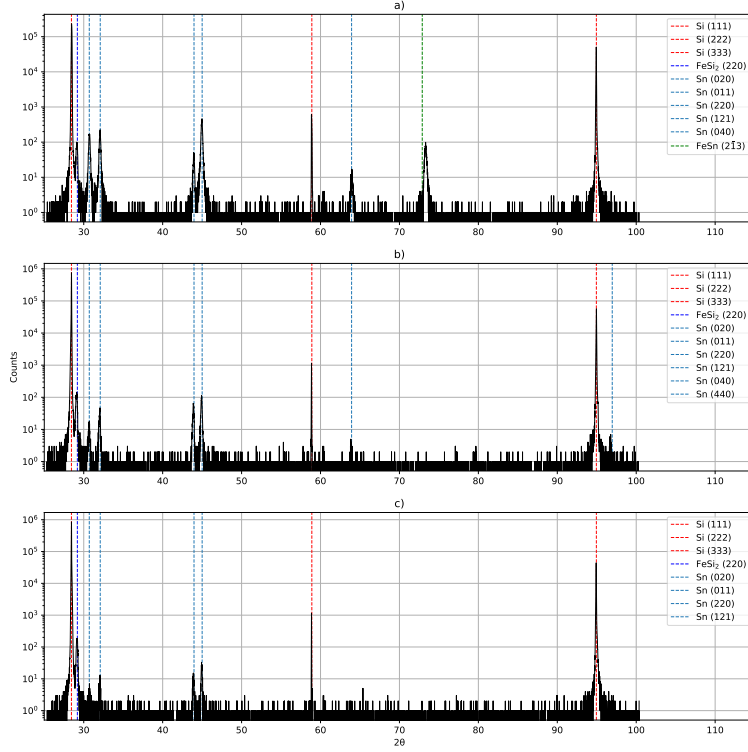 a)
10⁵
10⁴
10³
10²
10¹
10⁰
30 40 50 60 70 80 90 100 110
Si (111)
Si (222)
Si (333)
FeSi₂ (220)
Sn (020)
Sn (011)
Sn (220)
Sn (121)
Sn (040)
FeSn (21̄3)
b)
Counts
10⁶
10⁵
10⁴
10³
10²
10¹
10⁰
30 40 50 60 70 80 90 100 110
Si (111)
Si (222)
Si (333)
FeSi₂ (220)
Sn (020)
Sn (011)
Sn (220)
Sn (121)
Sn (040)
Sn (440)
c)
10⁶
10⁵
10⁴
10³
10²
10¹
10⁰
30 40 50 60 70 80 90 100 110
2θ
Si (111)
Si (222)
Si (333)
FeSi₂ (220)
Sn (020)
Sn (011)
Sn (220)
Sn (121)